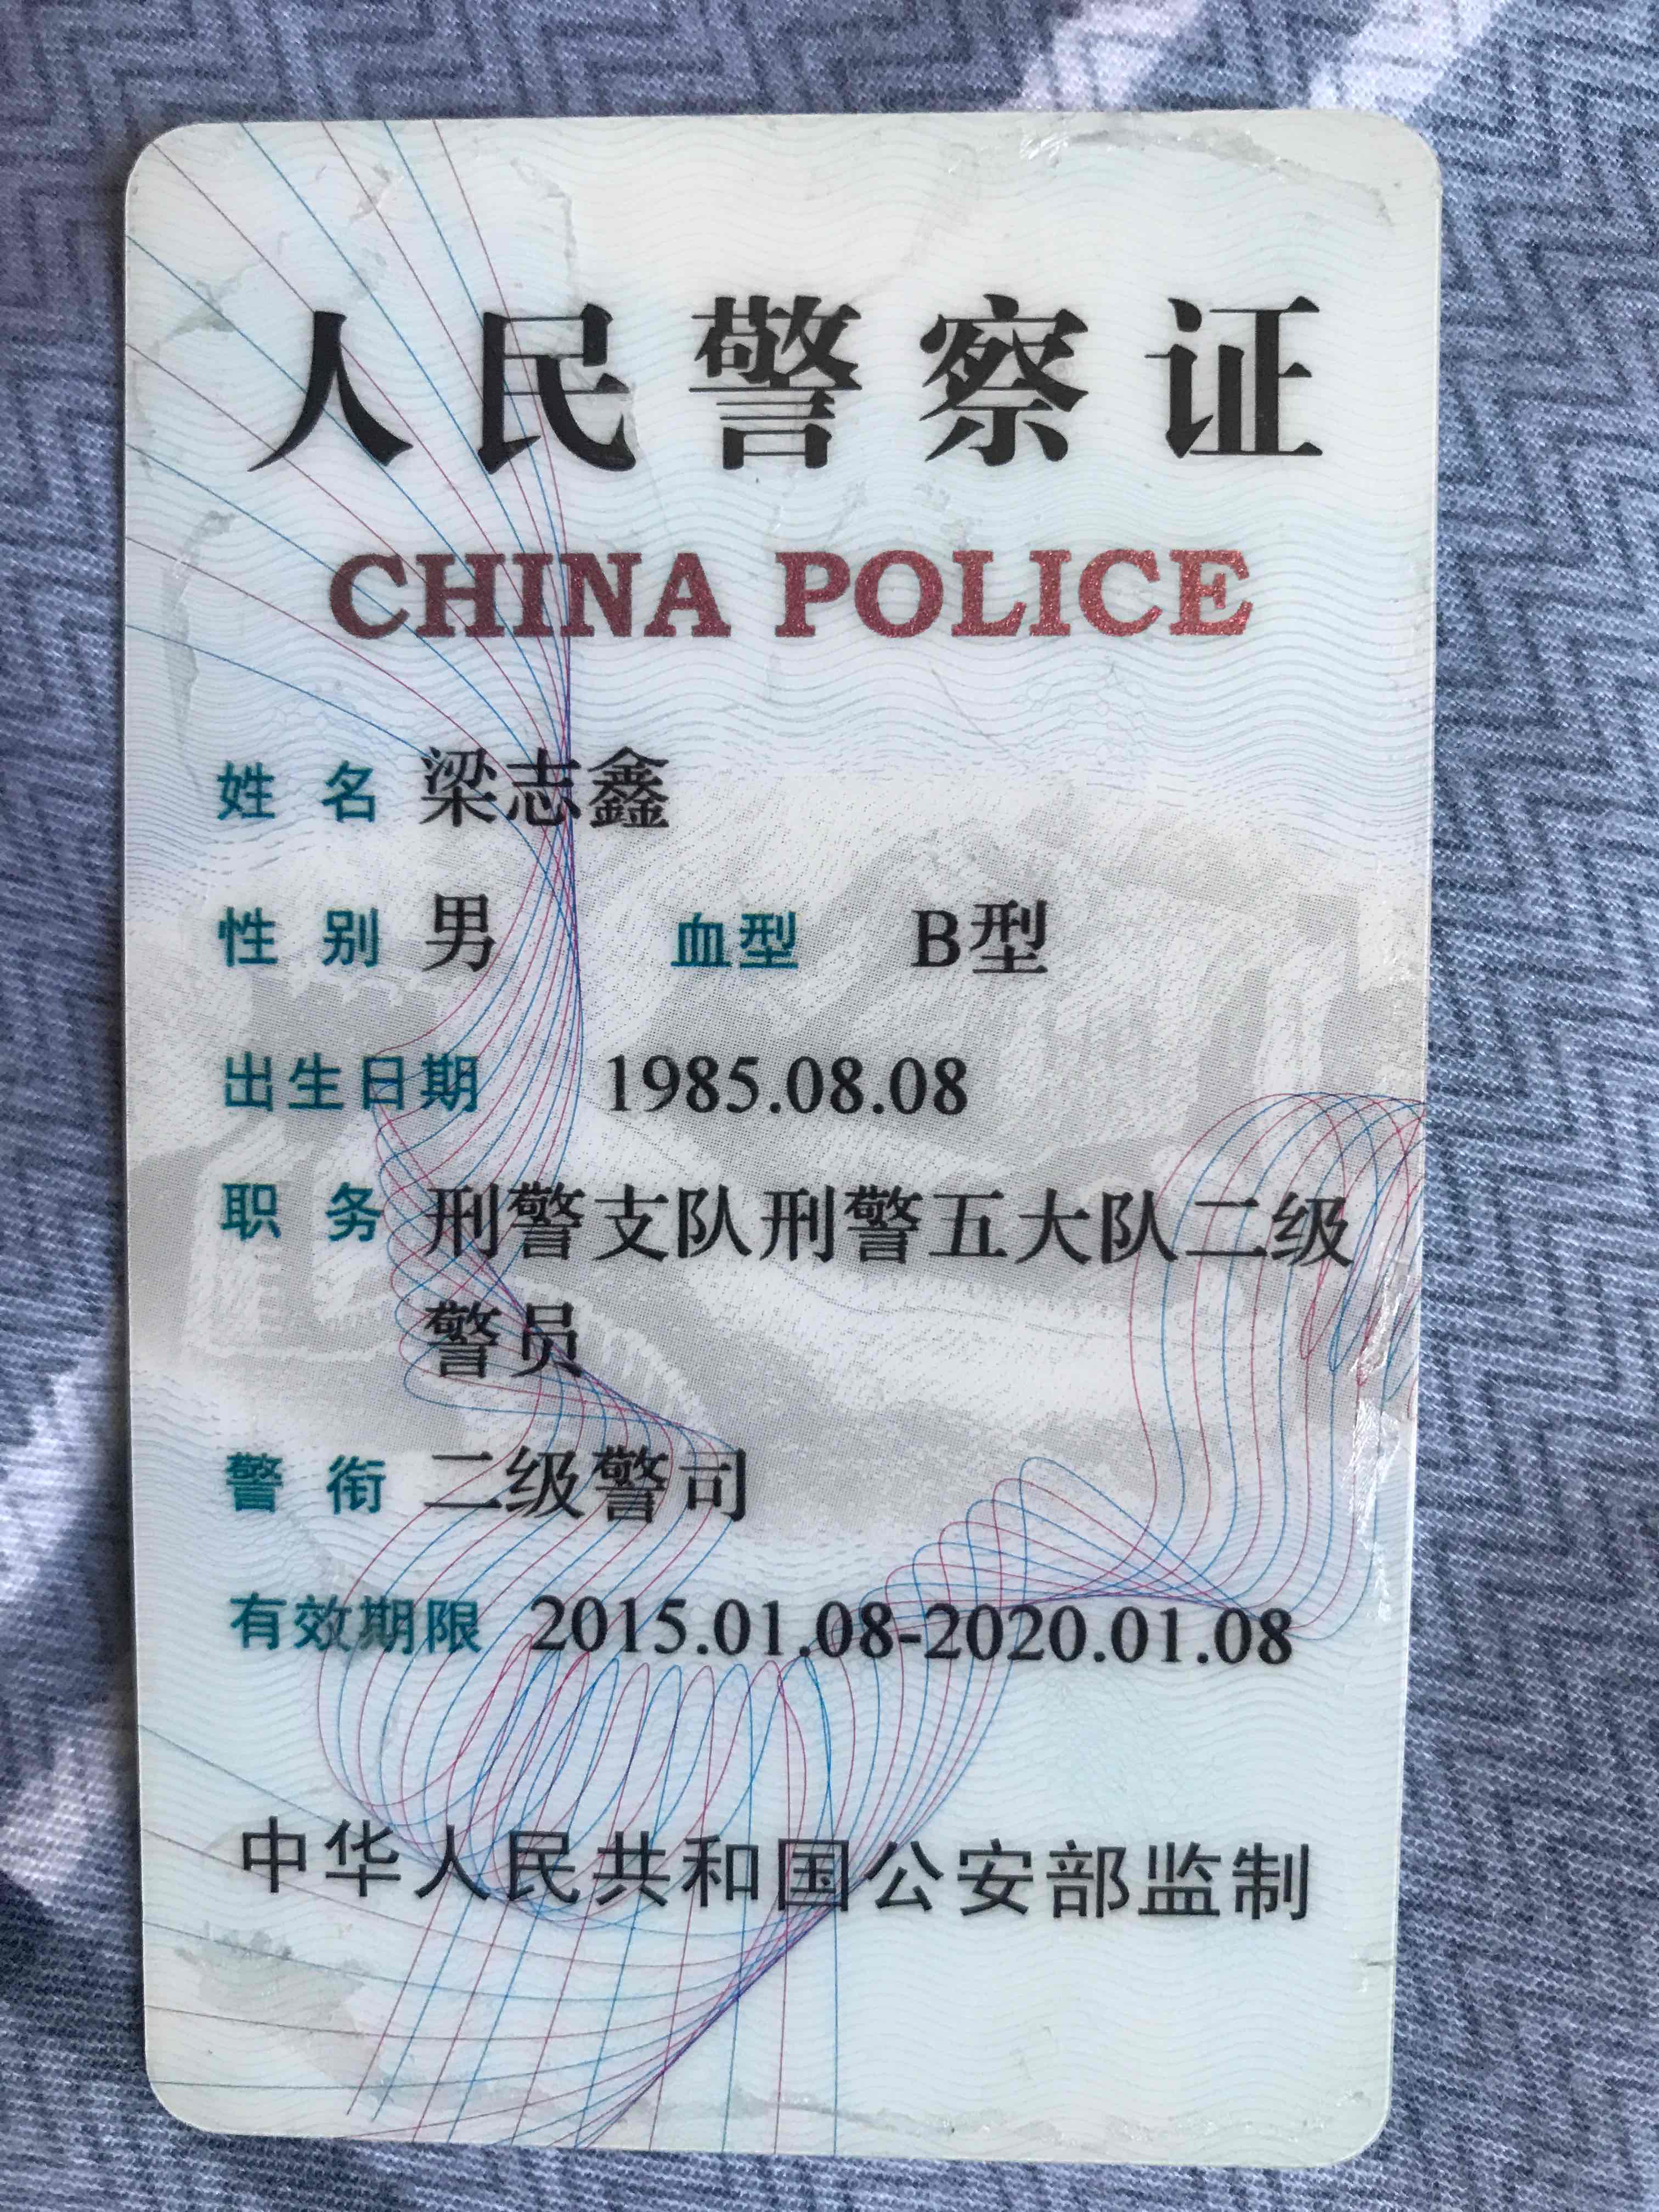 人民警察证
CHINA POLICE
姓 名 梁志鑫
性 别 男 血型 B型
出生日期 1985.08.08
职 务 刑警支队刑警五大队二级
警员
警 衔 二级警司
有效期限 2015.01.08-2020.01.08
中华人民共和国公安部监制